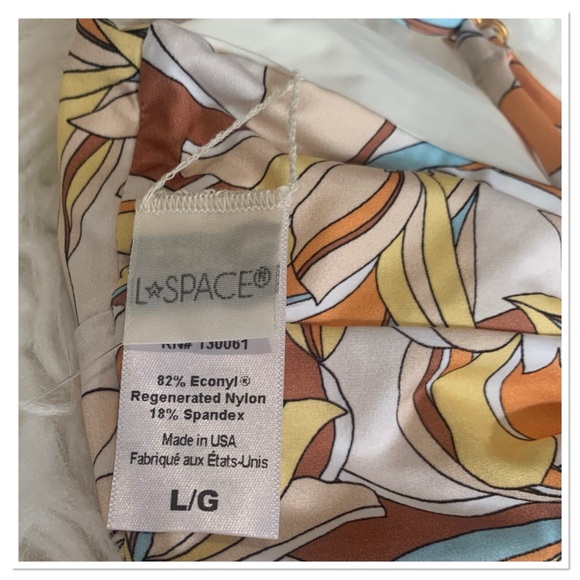 L☆SPACE®
RN# 130061
82% Econyl®
Regenerated Nylon
18% Spandex
Made in USA
Fabriqué aux États-Unis
L/G